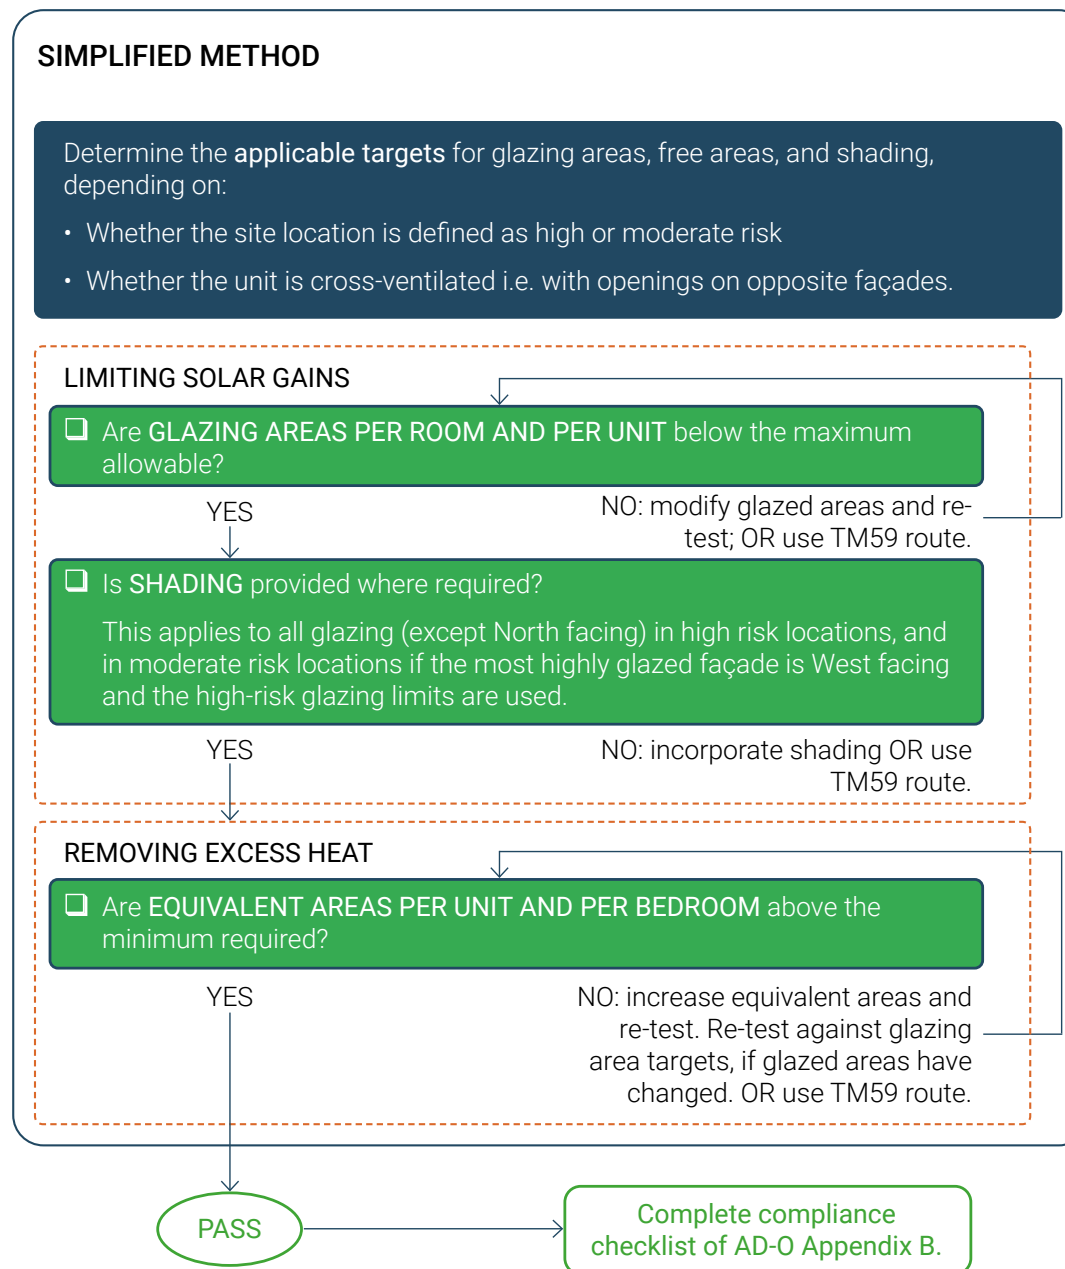 SIMPLIFIED METHOD
Determine the applicable targets for glazing areas, free areas, and shading,
depending on:
• Whether the site location is defined as high or moderate risk
• Whether the unit is cross-ventilated i.e. with openings on opposite façades.
LIMITING SOLAR GAINS
❑ Are GLAZING AREAS PER ROOM AND PER UNIT below the maximum
allowable?
YES
NO: modify glazed areas and re-
test; OR use TM59 route.
❑ Is SHADING provided where required?
This applies to all glazing (except North facing) in high risk locations, and
in moderate risk locations if the most highly glazed façade is West facing
and the high-risk glazing limits are used.
YES
NO: incorporate shading OR use
TM59 route.
REMOVING EXCESS HEAT
❑ Are EQUIVALENT AREAS PER UNIT AND PER BEDROOM above the
minimum required?
YES
NO: increase equivalent areas and
re-test. Re-test against glazing
area targets, if glazed areas have
changed. OR use TM59 route.
PASS
Complete compliance
checklist of AD-O Appendix B.